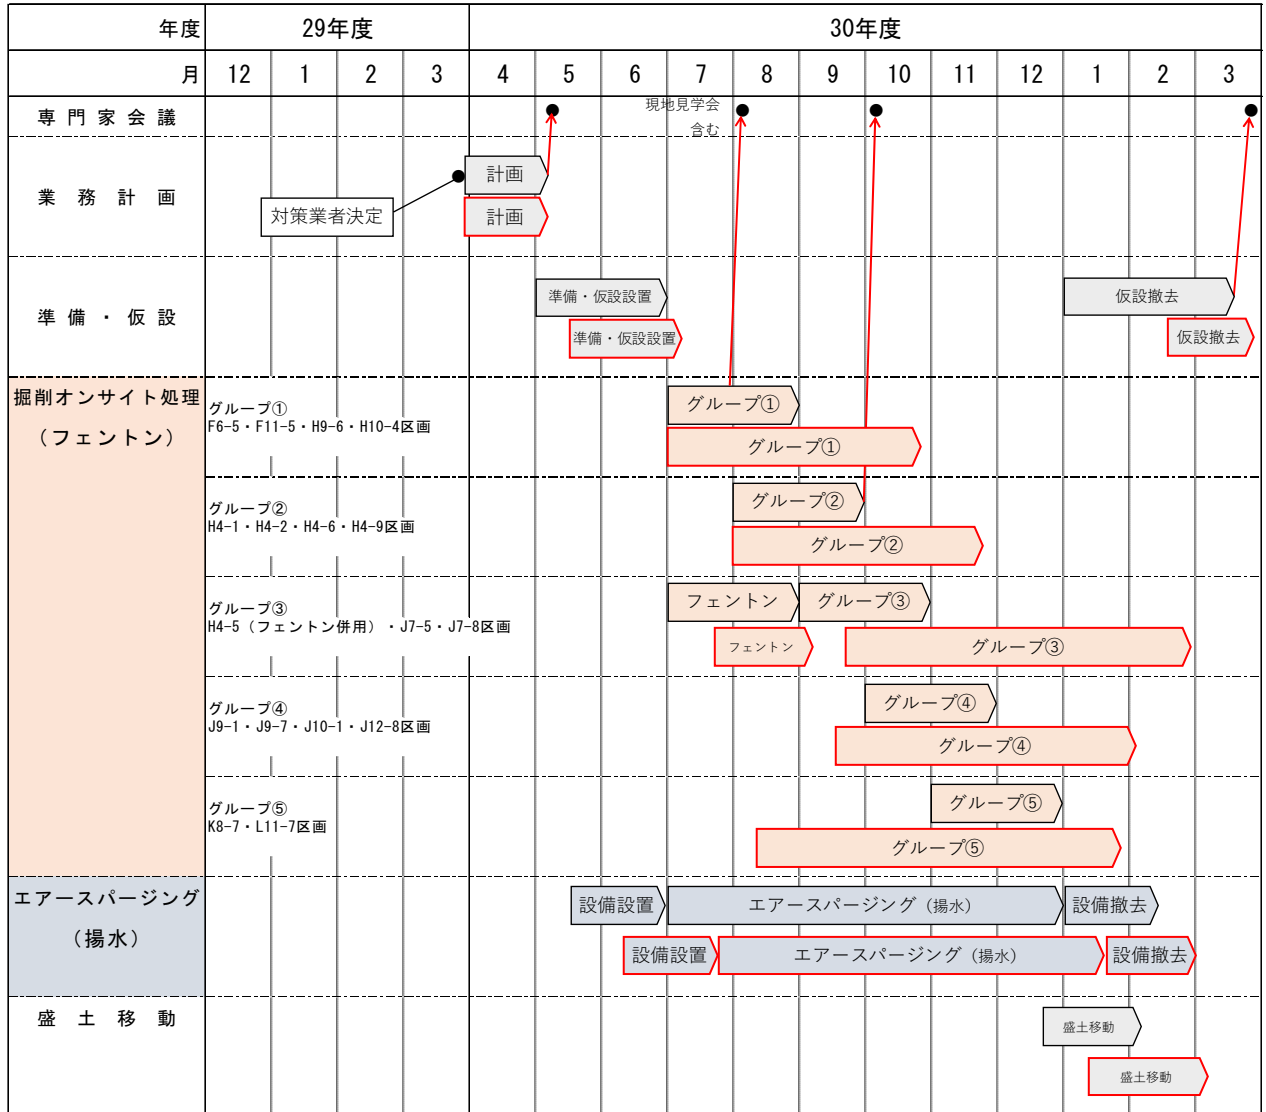 年度
29年度
30年度
月
12
1
2
3
4
5
6
7
8
9
10
11
12
1
2
3
専門家会議
現地見学会
含む
業務計画
計画
対策業者決定
計画
準備・仮設
準備・仮設設置
仮設撤去
準備・仮設設置
仮設撤去
掘削オンサイト処理
（フェントン）
グループ①
F6-5・F11-5・H9-6・H10-4区画
グループ①
グループ①
グループ②
H4-1・H4-2・H4-6・H4-9区画
グループ②
グループ②
グループ③
H4-5（フェントン併用）・J7-5・J7-8区画
フェントン
グループ③
フェントン
グループ③
グループ④
J9-1・J9-7・J10-1・J12-8区画
グループ④
グループ④
グループ⑤
K8-7・L11-7区画
グループ⑤
グループ⑤
エアースパージング
（揚水）
設備設置
エアースパージング（揚水）
設備撤去
設備設置
エアースパージング（揚水）
設備撤去
盛土移動
盛土移動
盛土移動